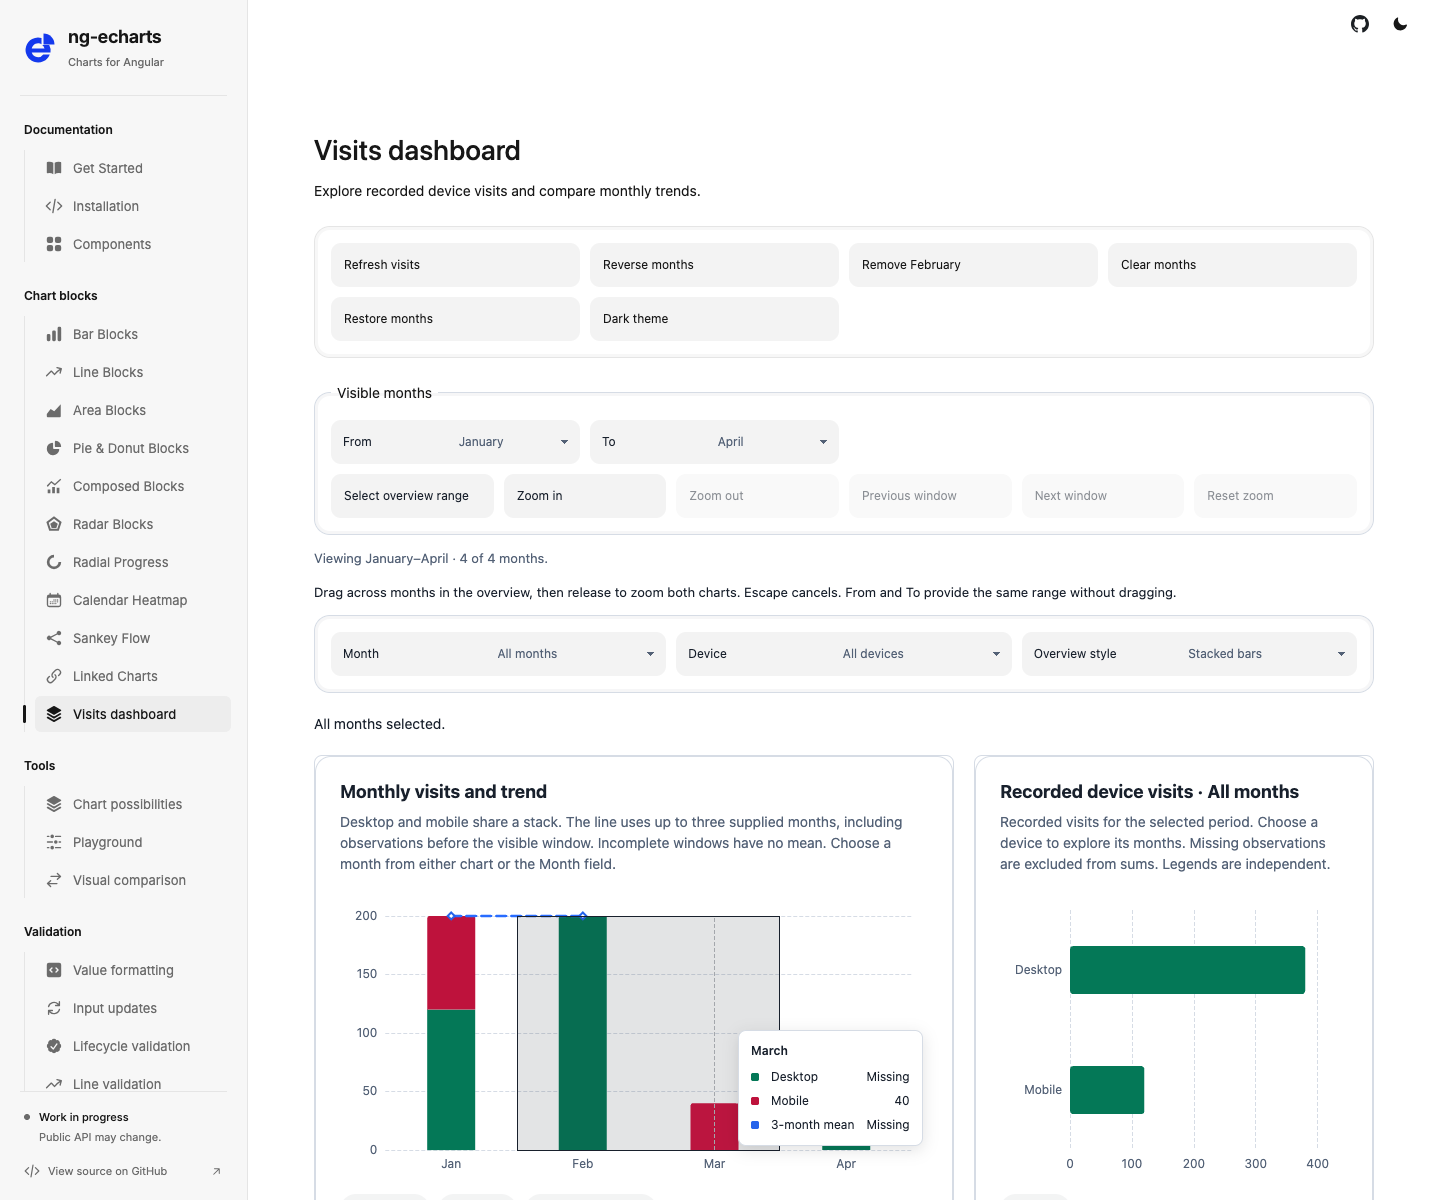 ng-echarts
Charts for Angular
Documentation
Get Started
Installation
Components
Chart blocks
Bar Blocks
Line Blocks
Area Blocks
Pie & Donut Blocks
Composed Blocks
Radar Blocks
Radial Progress
Calendar Heatmap
Sankey Flow
Linked Charts
Visits dashboard
Tools
Chart possibilities
Playground
Visual comparison
Validation
Value formatting
Input updates
Lifecycle validation
Line validation
Work in progress
Public API may change.
View source on GitHub
Visits dashboard
Explore recorded device visits and compare monthly trends.
Refresh visits
Reverse months
Remove February
Clear months
Restore months
Dark theme
Visible months
From January
To April
Select overview range
Zoom in
Zoom out
Previous window
Next window
Reset zoom
Viewing January–April · 4 of 4 months.
Drag across months in the overview, then release to zoom both charts. Escape cancels. From and To provide the same range without dragging.
Month All months
Device All devices
Overview style Stacked bars
All months selected.
Monthly visits and trend
Desktop and mobile share a stack. The line uses up to three supplied months, including
observations before the visible window. Incomplete windows have no mean. Choose a
month from either chart or the Month field.
200
150
100
50
0
Jan Feb Mar Apr
March
Desktop Missing
Mobile 40
3-month mean Missing
Recorded device visits · All months
Recorded visits for the selected period. Choose a
device to explore its months. Missing observations
are excluded from sums. Legends are independent.
Desktop
Mobile
0 100 200 300 400